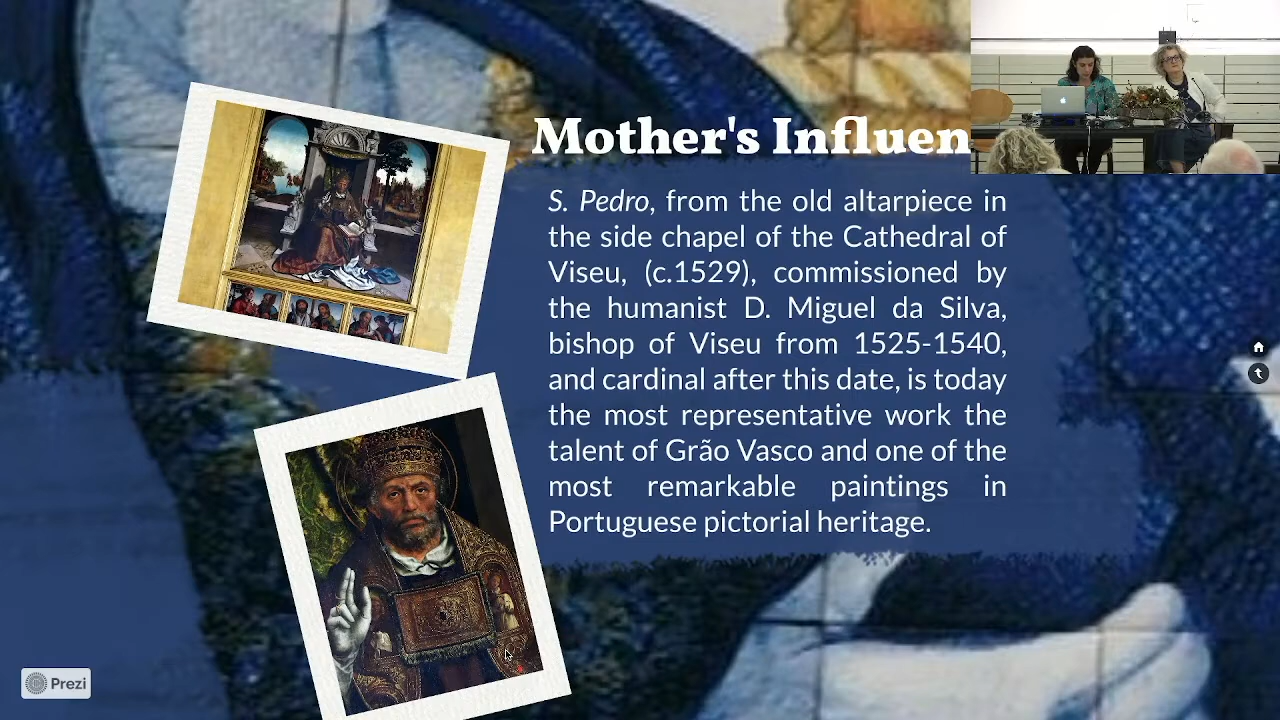 Mother's Influen
S. Pedro, from the old altarpiece in
the side chapel of the Cathedral of
Viseu, (c.1529), commissioned by
the humanist D. Miguel da Silva,
bishop of Viseu from 1525-1540,
and cardinal after this date, is today
the most representative work the
talent of Grão Vasco and one of the
most remarkable paintings in
Portuguese pictorial heritage.
Prezi